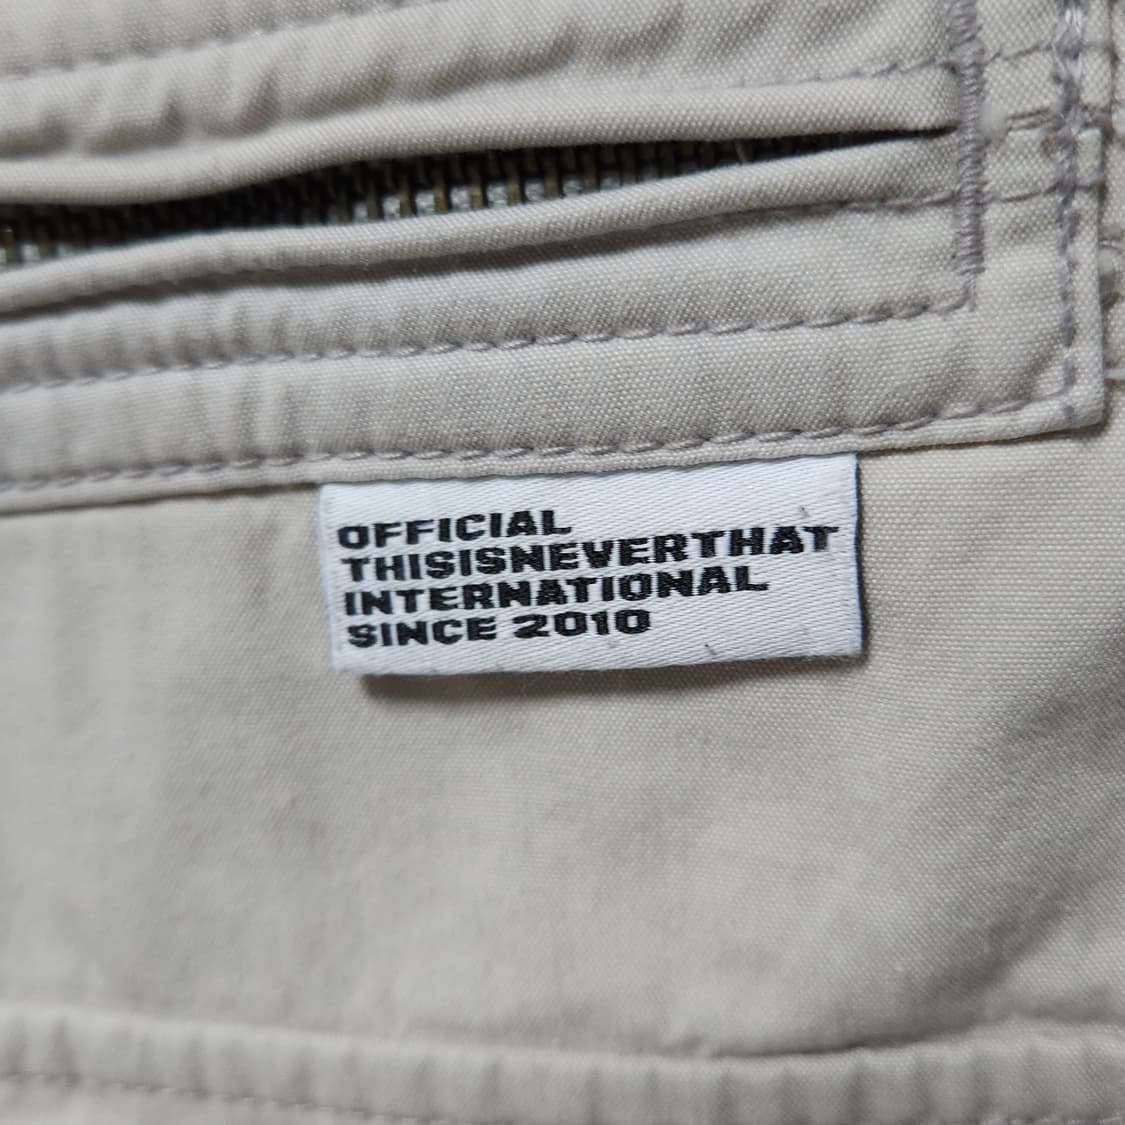 OFFICIAL
THISISNEVERTHAT
INTERNATIONAL
SINCE 2010